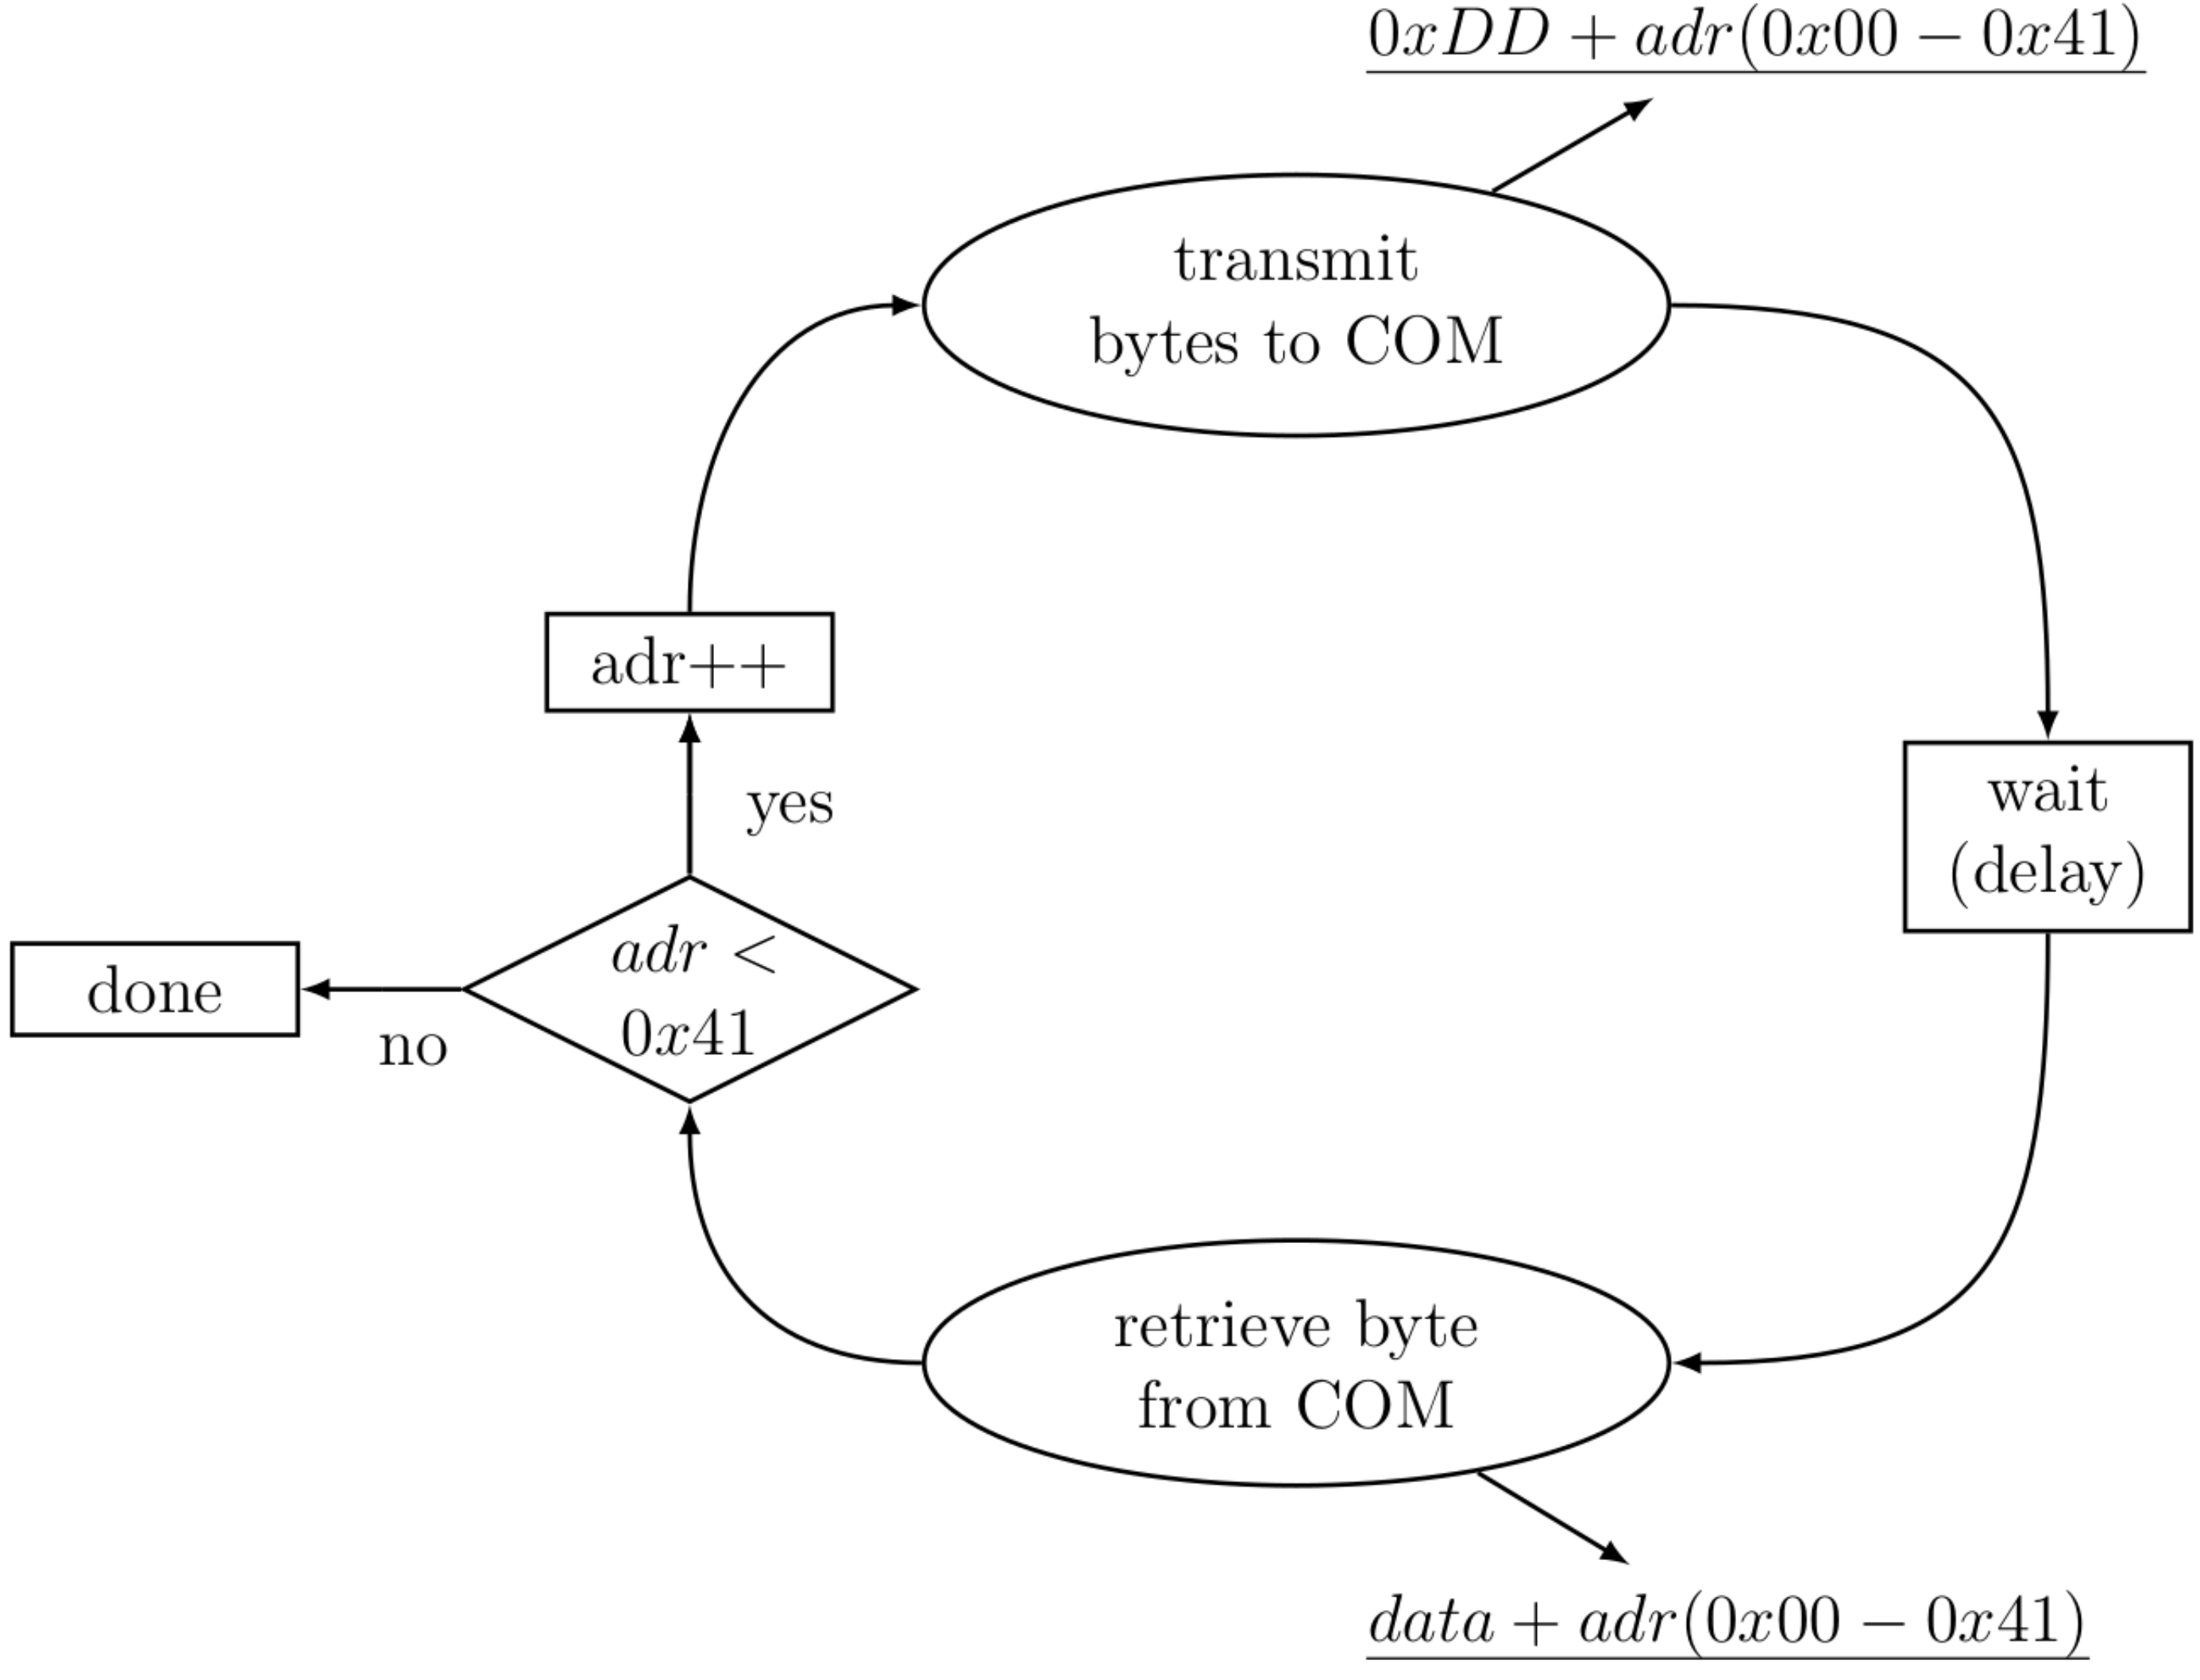 0xDD + adr(0x00 − 0x41)
transmit
bytes to COM
adr++
yes
wait
(delay)
adr <
0x41
done
no
retrieve byte
from COM
data + adr(0x00 − 0x41)